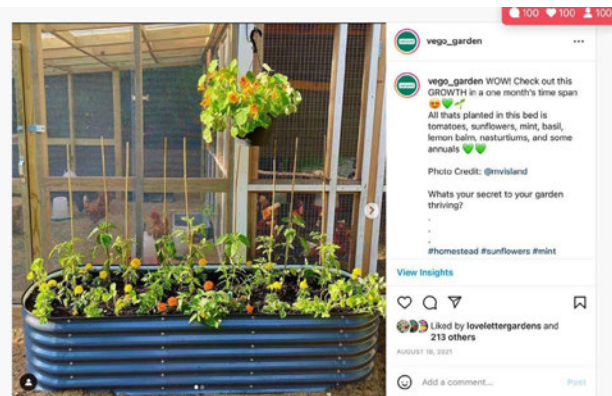 100 100 100
vego_garden
vego_garden WOW! Check out this
GROWTH in a one month's time span
😍💚🌱
All thats planted in this bed is
tomatoes, sunflowers, mint, basil,
lemon balm, nasturtiums, and some
annuals 💚💚
Photo Credit: @mvisland
Whats your secret to your garden
thriving?
.
.
.
#homestead #sunflowers #mint
View Insights
Liked by lovelettergardens and
213 others
AUGUST 18, 2021
Add a comment...
Post